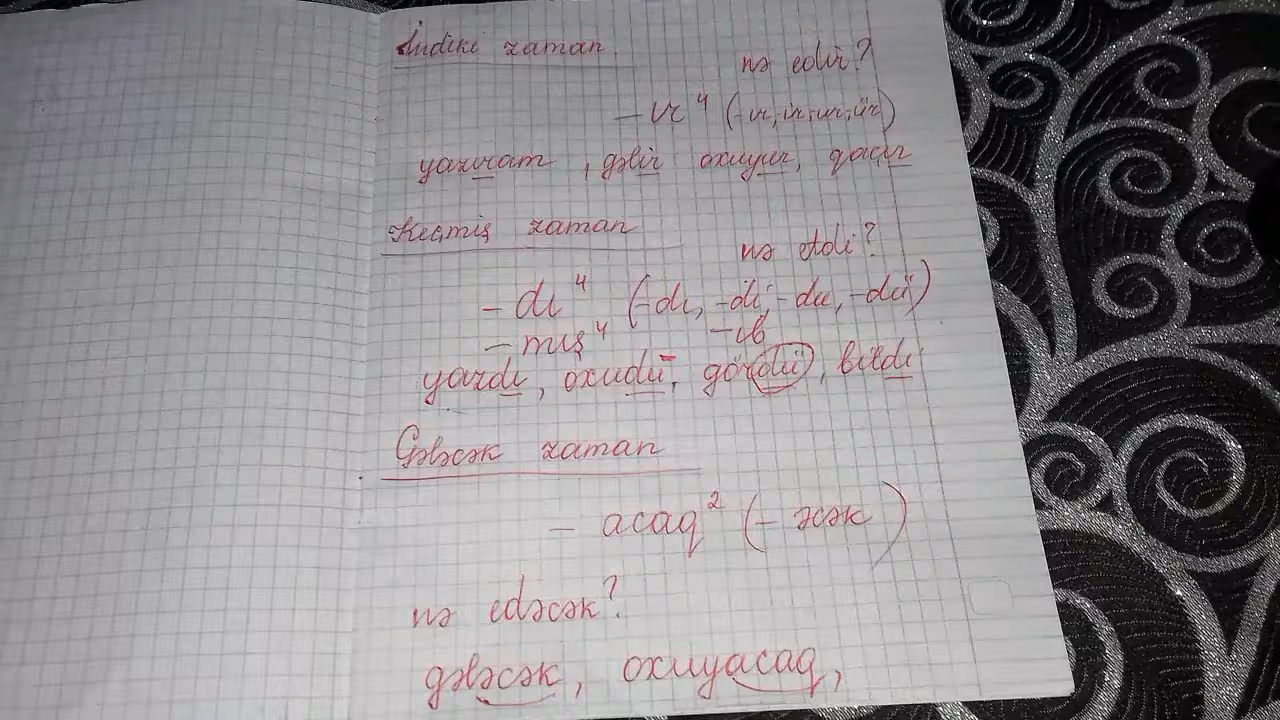 İndiki zaman
nə edir?
-ır⁴ (-ır, ir, ur, ür)
yazıram, gəlir oxuyur, qaçır
Keçmiş zaman
nə etdi?
-dı⁴ (-dı, -di, -du, -dü)
-mış⁴ -ıb
yazdı, oxudu, gördü, bildi
Gələcək zaman
- acaq² (- əcək)
nə edəcək?
gələcək, oxuyacaq,